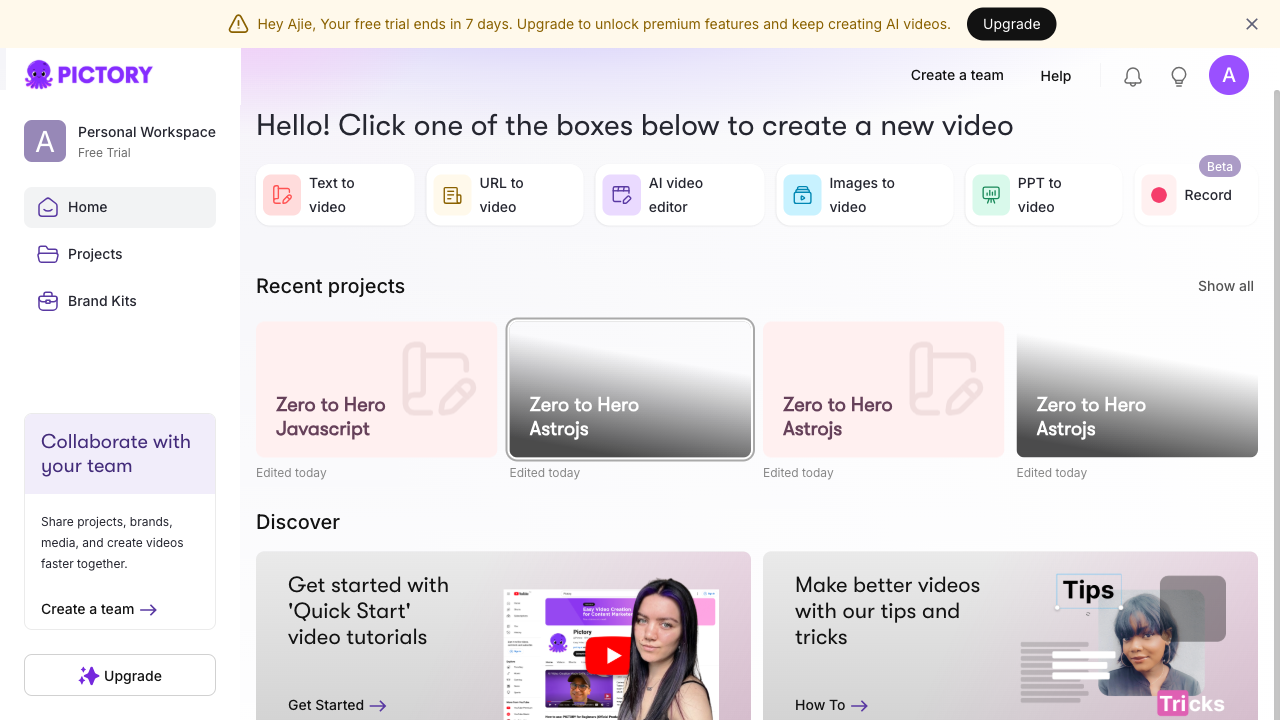 Hey Ajie, Your free trial ends in 7 days. Upgrade to unlock premium features and keep creating AI videos.
Upgrade
PICTORY
Create a team
Help
A
A
Personal Workspace
Free Trial
Home
Projects
Brand Kits
Collaborate with
your team
Share projects, brands,
media, and create videos
faster together.
Create a team
Upgrade
Hello! Click one of the boxes below to create a new video
Text to
video
URL to
video
AI video
editor
Images to
video
PPT to
video
Beta
Record
Recent projects
Show all
Zero to Hero
Javascript
Edited today
Zero to Hero
Astrojs
Edited today
Zero to Hero
Astrojs
Edited today
Zero to Hero
Astrojs
Edited today
Discover
Get started with
'Quick Start'
video tutorials
Get Started
Easy Video Creation
for Content Marketers
Pictory
Make better videos
with our tips and
tricks
How To
Tips
Tricks